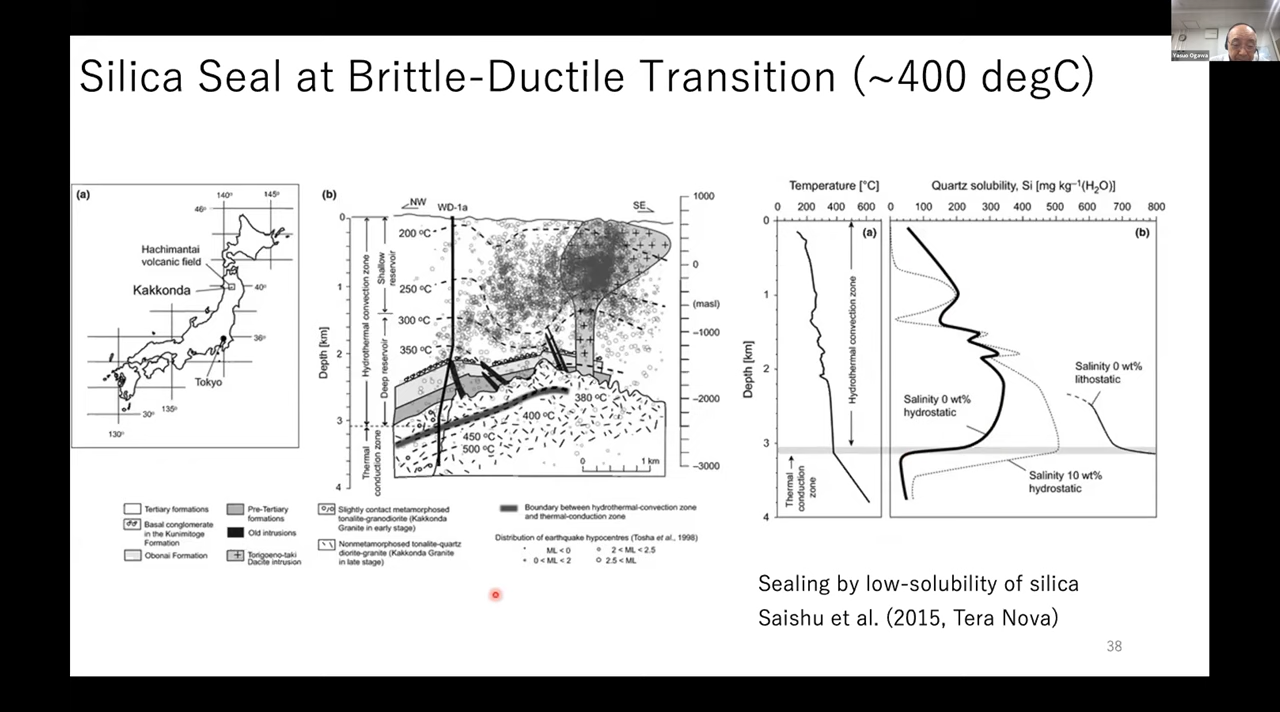 Yasuo Ogawa
Silica Seal at Brittle-Ductile Transition (~400 degC)
(a)
140°
145°
46°
Hachimantai
volcanic field
Kakkonda
40°
36°
Tokyo
30°
135°
130°
(b)
NW
WD-1a
SE
Depth [km]
0
1
2
3
4
Hydrothermal convection zone
Shallow
reservoir
Deep reservoir
Thermal
conduction zone
200 °C
250 °C
300 °C
350 °C
380 °C
400 °C
450 °C
500 °C
0
1 km
1000
0
(masl)
−1000
−2000
−3000
Tertiary formations
Basal conglomerate
in the Kunimitoge
Formation
Obonai Formation
Pre-Tertiary
formations
Old intrusions
Torigoeno-taki
Dacite intrusion
Slightly contact metamorphosed
tonalite-granodiorite (Kakkonda
Granite in early stage)
Nonmetamorphosed tonalite-quartz
diorite-granite (Kakkonda Granite
in late stage)
Boundary between hydrothermal-convection zone
and thermal-conduction zone
Distribution of earthquake hypocentres (Tosha et al., 1998)
ML < 0
0 < ML < 2
2 < ML < 2.5
2.5 < ML
Temperature [°C]
0 200 400 600
(a)
Depth [km]
0
1
2
3
4
Hydrothermal convection zone
Thermal
conduction
zone
Quartz solubility, Si [mg kg⁻¹(H₂O)]
0 100 200 300 400 500 600 700 800
(b)
Salinity 0 wt%
lithostatic
Salinity 0 wt%
hydrostatic
Salinity 10 wt%
hydrostatic
Sealing by low-solubility of silica
Saishu et al. (2015, Tera Nova)
38